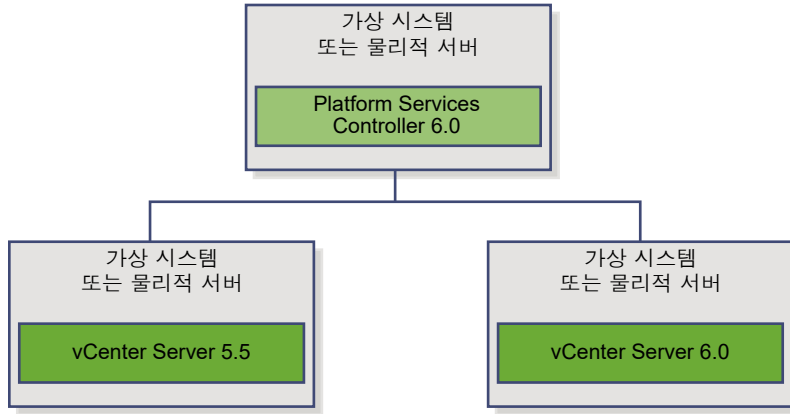 가상 시스템
또는 물리적 서버
Platform Services
Controller 6.0
가상 시스템
또는 물리적 서버
vCenter Server 5.5
가상 시스템
또는 물리적 서버
vCenter Server 6.0